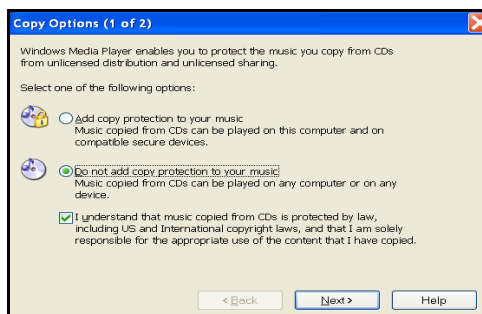 Copy Options (1 of 2)
Windows Media Player enables you to protect the music you copy from CDs
from unlicensed distribution and unlicensed sharing.
Select one of the following options:
Add copy protection to your music
Music copied from CDs can be played on this computer and on
compatible secure devices.
Do not add copy protection to your music
Music copied from CDs can be played on any computer or on any
device.
I understand that music copied from CDs is protected by law,
including US and International copyright laws, and that I am solely
responsible for the appropriate use of the content that I have copied.
< Back Next > Help